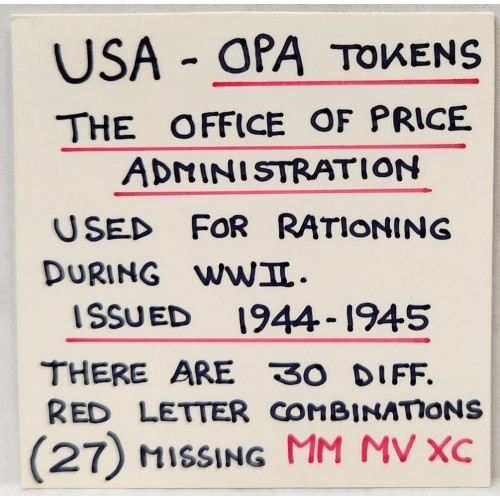 USA - OPA TOKENS
THE OFFICE OF PRICE
ADMINISTRATION
USED FOR RATIONING
DURING WWII.
ISSUED 1944-1945
THERE ARE 30 DIFF.
RED LETTER COMBINATIONS
(27) MISSING MM MV XC